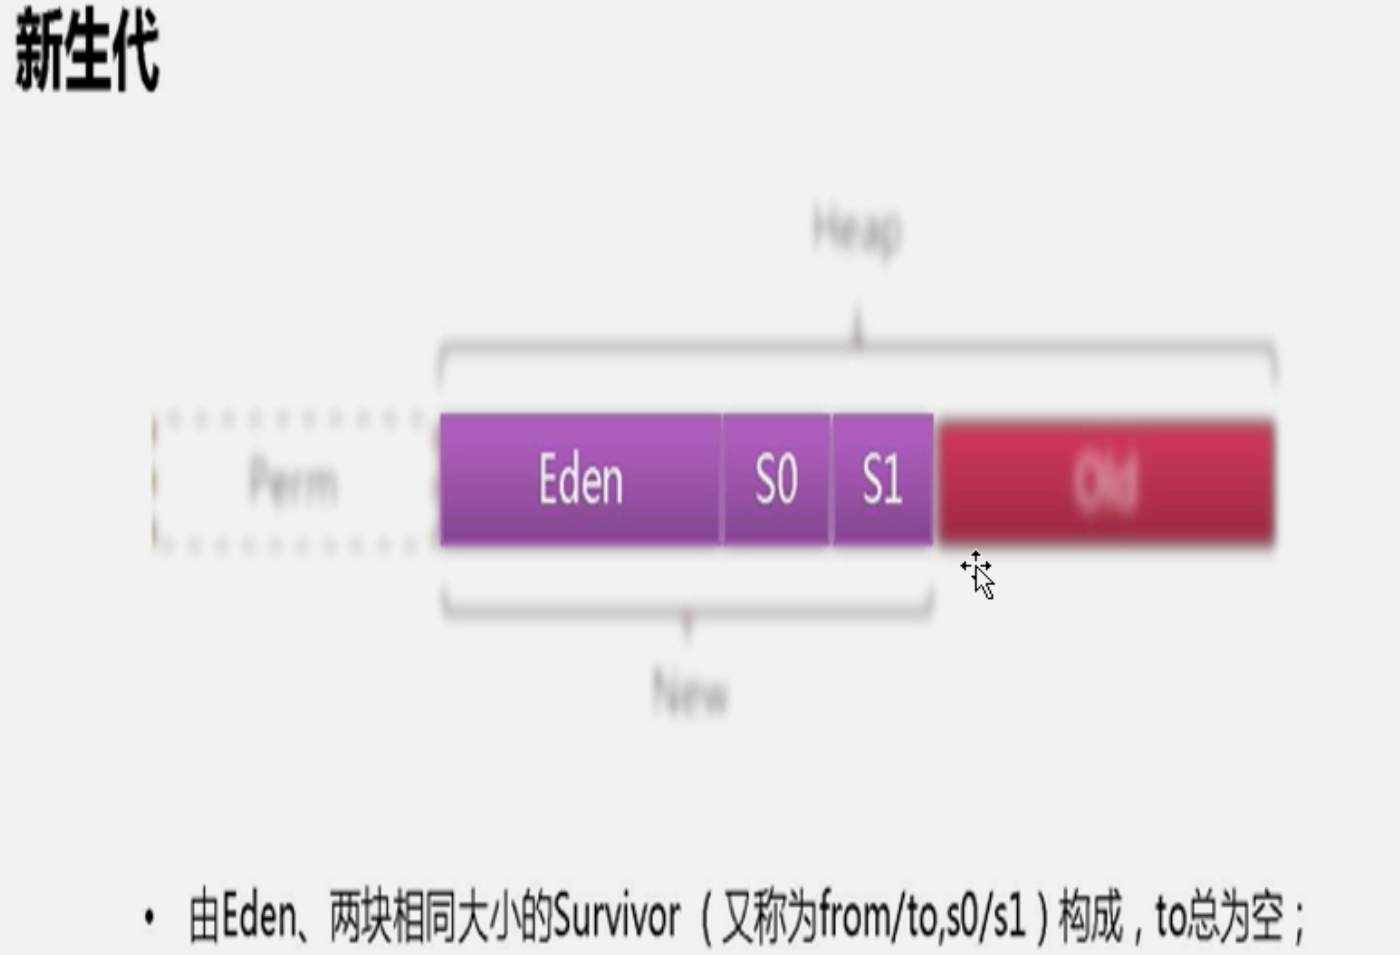 新生代
Heap
Perm
Eden
S0
S1
Old
New
• 由Eden、两块相同大小的Survivor（又称为from/to,s0/s1）构成，to总为空；